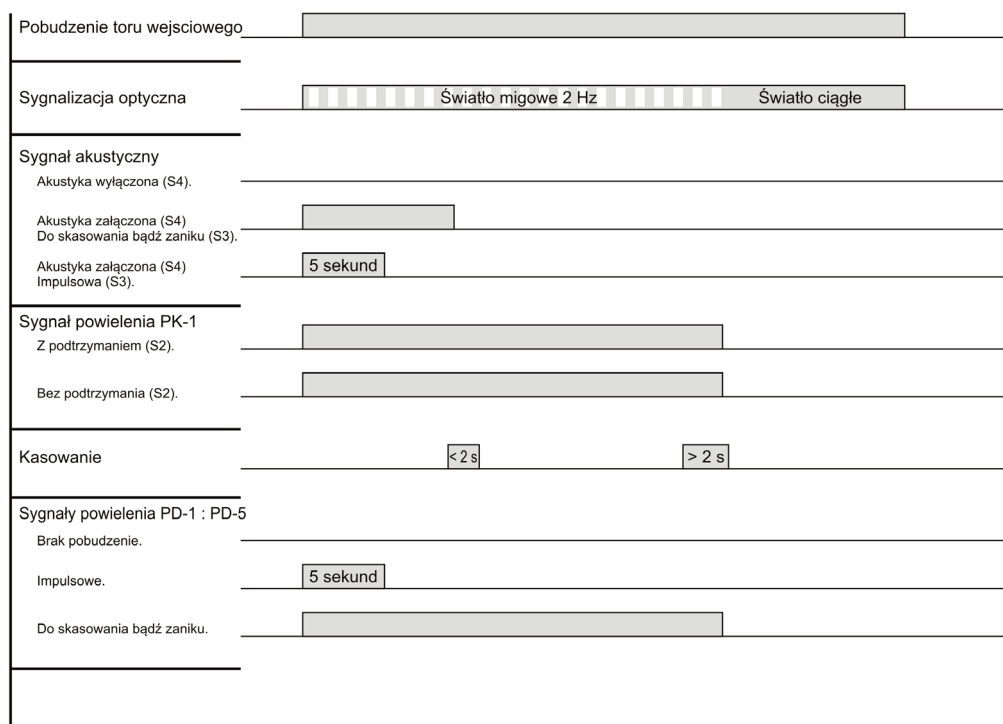 Pobudzenie toru wejsciowego
Sygnalizacja optyczna
Światło migowe 2 Hz
Światło ciągłe
Sygnał akustyczny
Akustyka wyłączona (S4).
Akustyka załączona (S4)
Do skasowania bądź zaniku (S3).
Akustyka załączona (S4)
Impulsowa (S3).
5 sekund
Sygnał powielenia PK-1
Z podtrzymaniem (S2).
Bez podtrzymania (S2).
Kasowanie
< 2 s
> 2 s
Sygnały powielenia PD-1 : PD-5
Brak pobudzenie.
Impulsowe.
5 sekund
Do skasowania bądź zaniku.